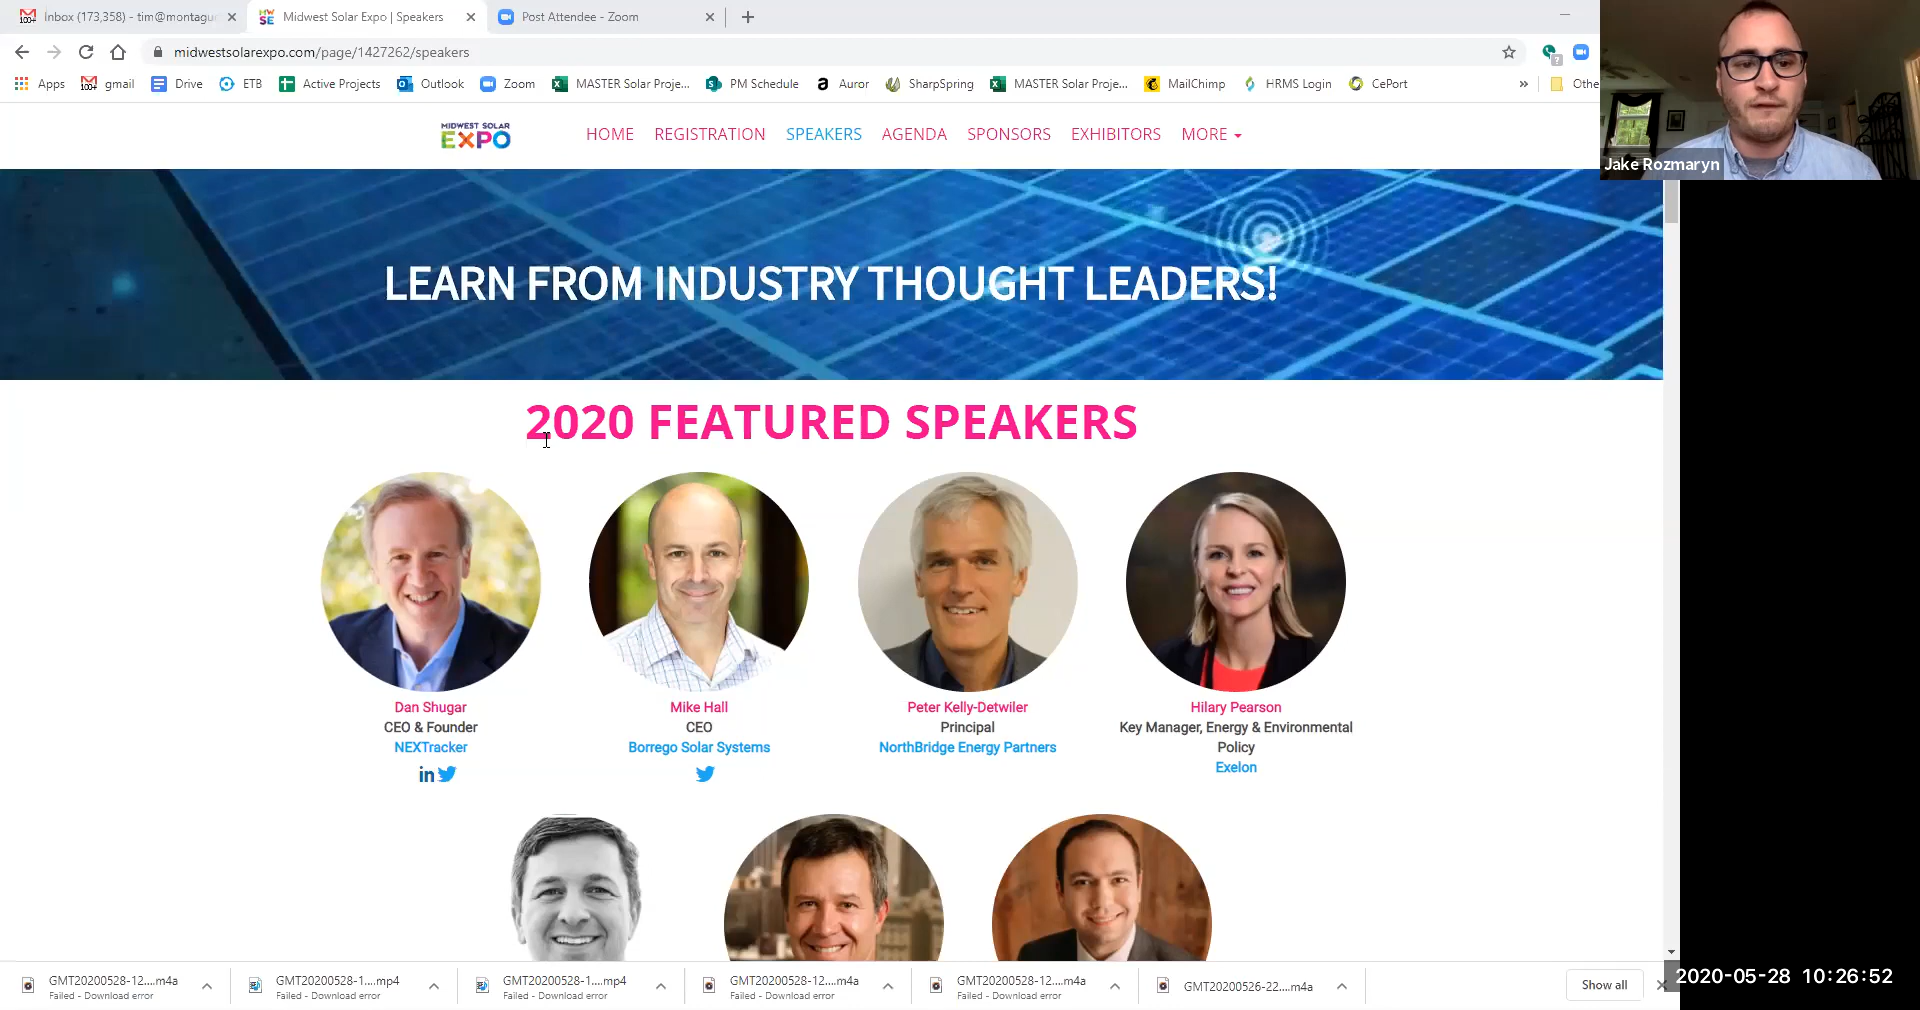 Inbox (173,358) - tim@montagu
Midwest Solar Expo | Speakers
Post Attendee - Zoom
midwestsolarexpo.com/page/1427262/speakers
Apps
gmail
Drive
ETB
Active Projects
Outlook
Zoom
MASTER Solar Proje...
PM Schedule
Auror
SharpSpring
MASTER Solar Proje...
MailChimp
HRMS Login
CePort
Othe
Jake Rozmaryn
MIDWEST SOLAR
EXPO
HOME
REGISTRATION
SPEAKERS
AGENDA
SPONSORS
EXHIBITORS
MORE
LEARN FROM INDUSTRY THOUGHT LEADERS!
2020 FEATURED SPEAKERS
Dan Shugar
CEO & Founder
NEXTracker
in
Mike Hall
CEO
Borrego Solar Systems
Peter Kelly-Detwiler
Principal
NorthBridge Energy Partners
Hilary Pearson
Key Manager, Energy & Environmental
Policy
Exelon
GMT20200528-12....m4a
Failed - Download error
GMT20200528-1....mp4
Failed - Download error
GMT20200528-1....mp4
Failed - Download error
GMT20200528-12....m4a
Failed - Download error
GMT20200528-12....m4a
Failed - Download error
GMT20200526-22....m4a
Show all
2020-05-28 10:26:52